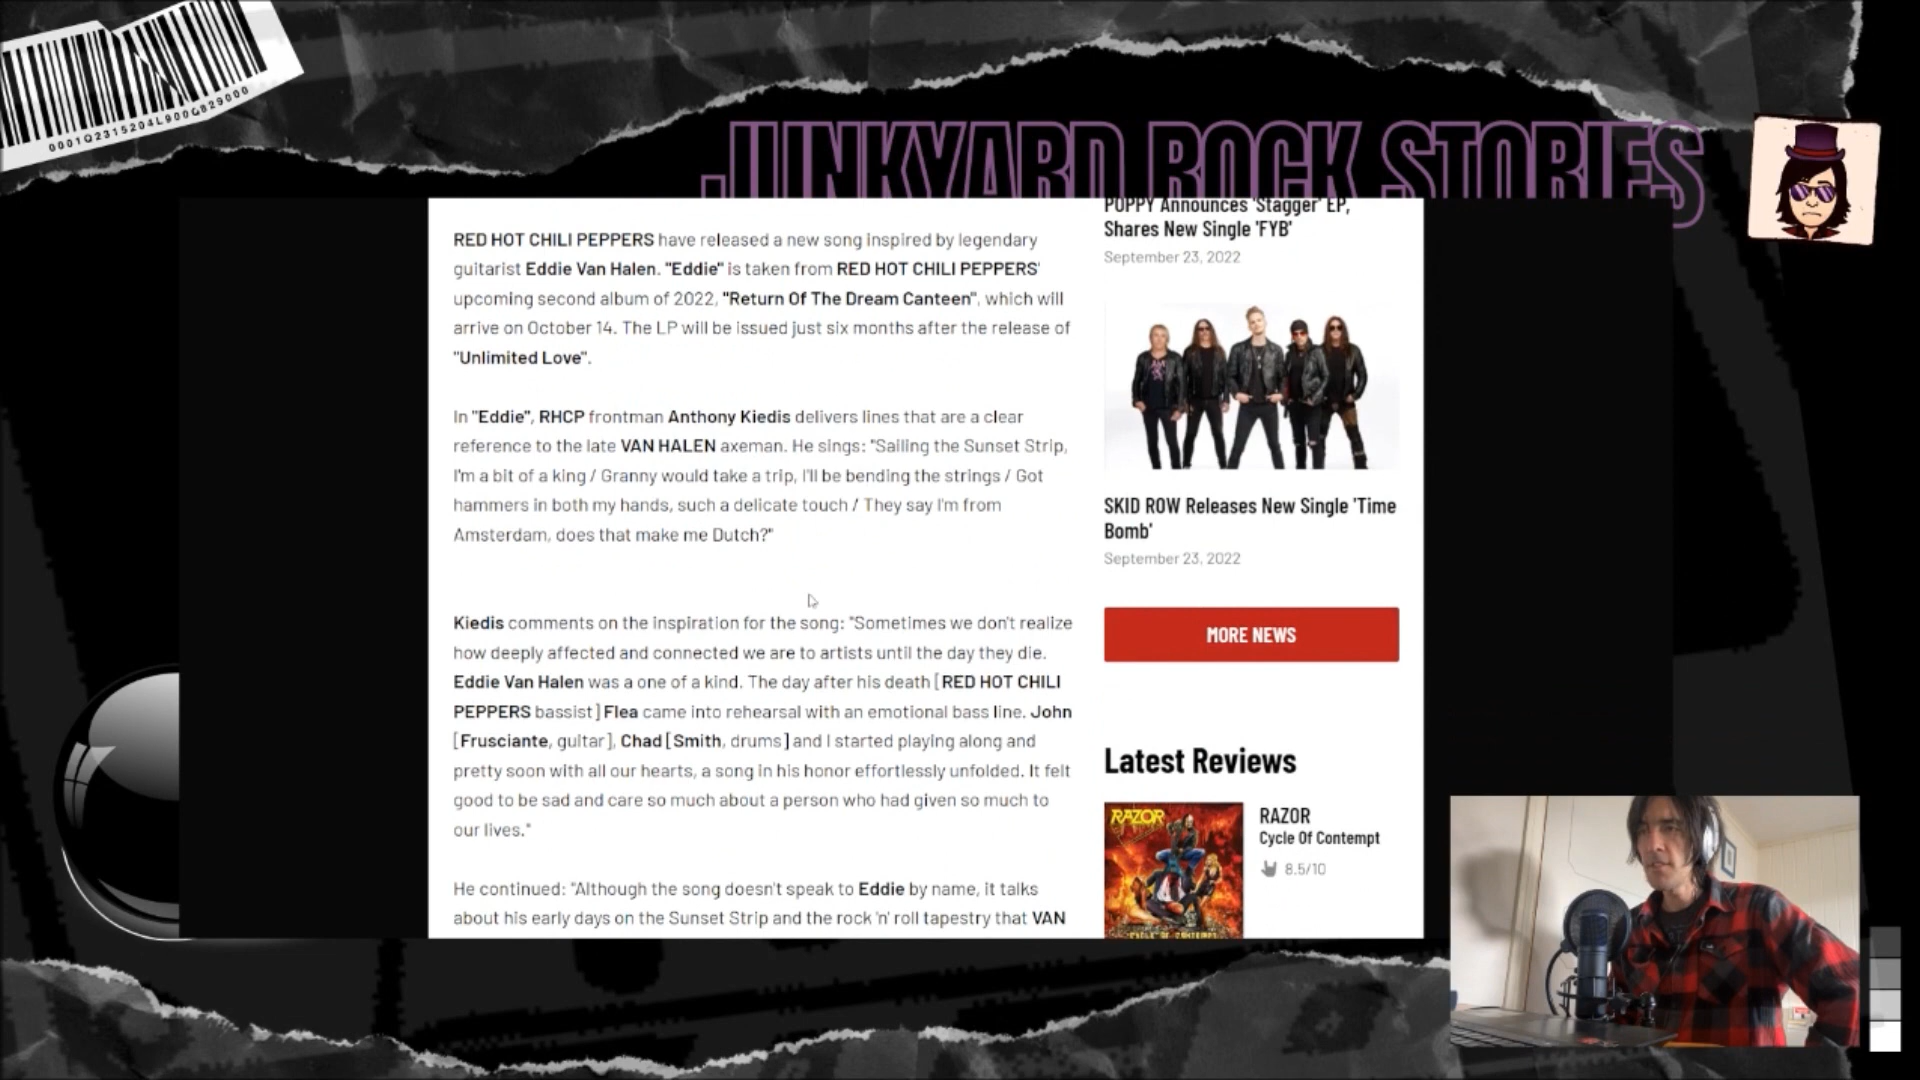 0001Q2315204L900G829000
JUNKYARD ROCK STORIES
RED HOT CHILI PEPPERS have released a new song inspired by legendary
guitarist Eddie Van Halen. "Eddie" is taken from RED HOT CHILI PEPPERS'
upcoming second album of 2022, "Return Of The Dream Canteen", which will
arrive on October 14. The LP will be issued just six months after the release of
"Unlimited Love".
In "Eddie", RHCP frontman Anthony Kiedis delivers lines that are a clear
reference to the late VAN HALEN axeman. He sings: "Sailing the Sunset Strip,
I'm a bit of a king / Granny would take a trip, I'll be bending the strings / Got
hammers in both my hands, such a delicate touch / They say I'm from
Amsterdam, does that make me Dutch?"
Kiedis comments on the inspiration for the song: "Sometimes we don't realize
how deeply affected and connected we are to artists until the day they die.
Eddie Van Halen was a one of a kind. The day after his death [RED HOT CHILI
PEPPERS bassist] Flea came into rehearsal with an emotional bass line. John
[Frusciante, guitar], Chad [Smith, drums] and I started playing along and
pretty soon with all our hearts, a song in his honor effortlessly unfolded. It felt
good to be sad and care so much about a person who had given so much to
our lives."
He continued: "Although the song doesn't speak to Eddie by name, it talks
about his early days on the Sunset Strip and the rock 'n' roll tapestry that VAN
POPPY Announces 'Stagger' EP,
Shares New Single 'FYB'
September 23, 2022
SKID ROW Releases New Single 'Time
Bomb'
September 23, 2022
MORE NEWS
Latest Reviews
RAZOR
RAZOR
Cycle Of Contempt
8.5/10
CYCLE OF CONTEMPT